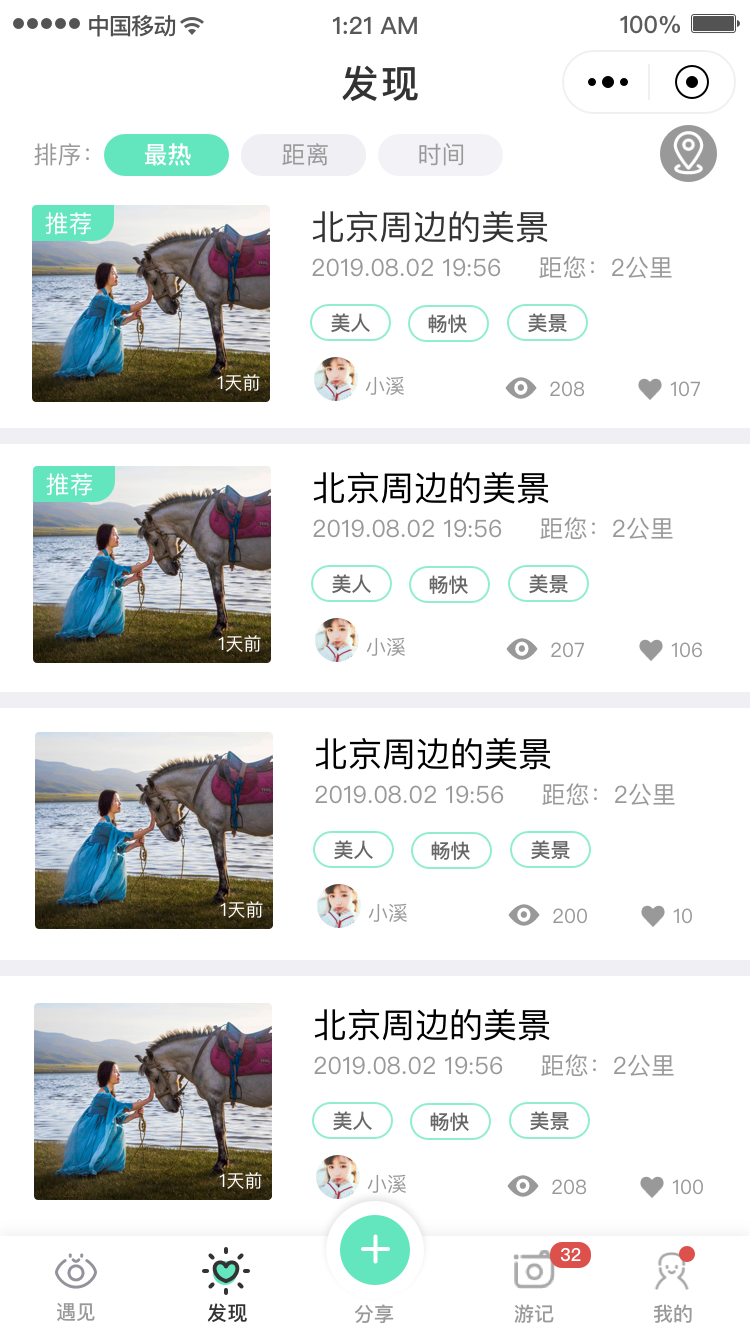 中国移动 1:21 AM 100%
发现
排序： 最热 距离 时间
推荐 北京周边的美景
2019.08.02 19:56 距您：2公里
美人 畅快 美景
1天前 小溪 208 107
推荐 北京周边的美景
2019.08.02 19:56 距您：2公里
美人 畅快 美景
1天前 小溪 207 106
北京周边的美景
2019.08.02 19:56 距您：2公里
美人 畅快 美景
1天前 小溪 200 10
北京周边的美景
2019.08.02 19:56 距您：2公里
美人 畅快 美景
1天前 小溪 208 100
32
遇见 发现 分享 游记 我的